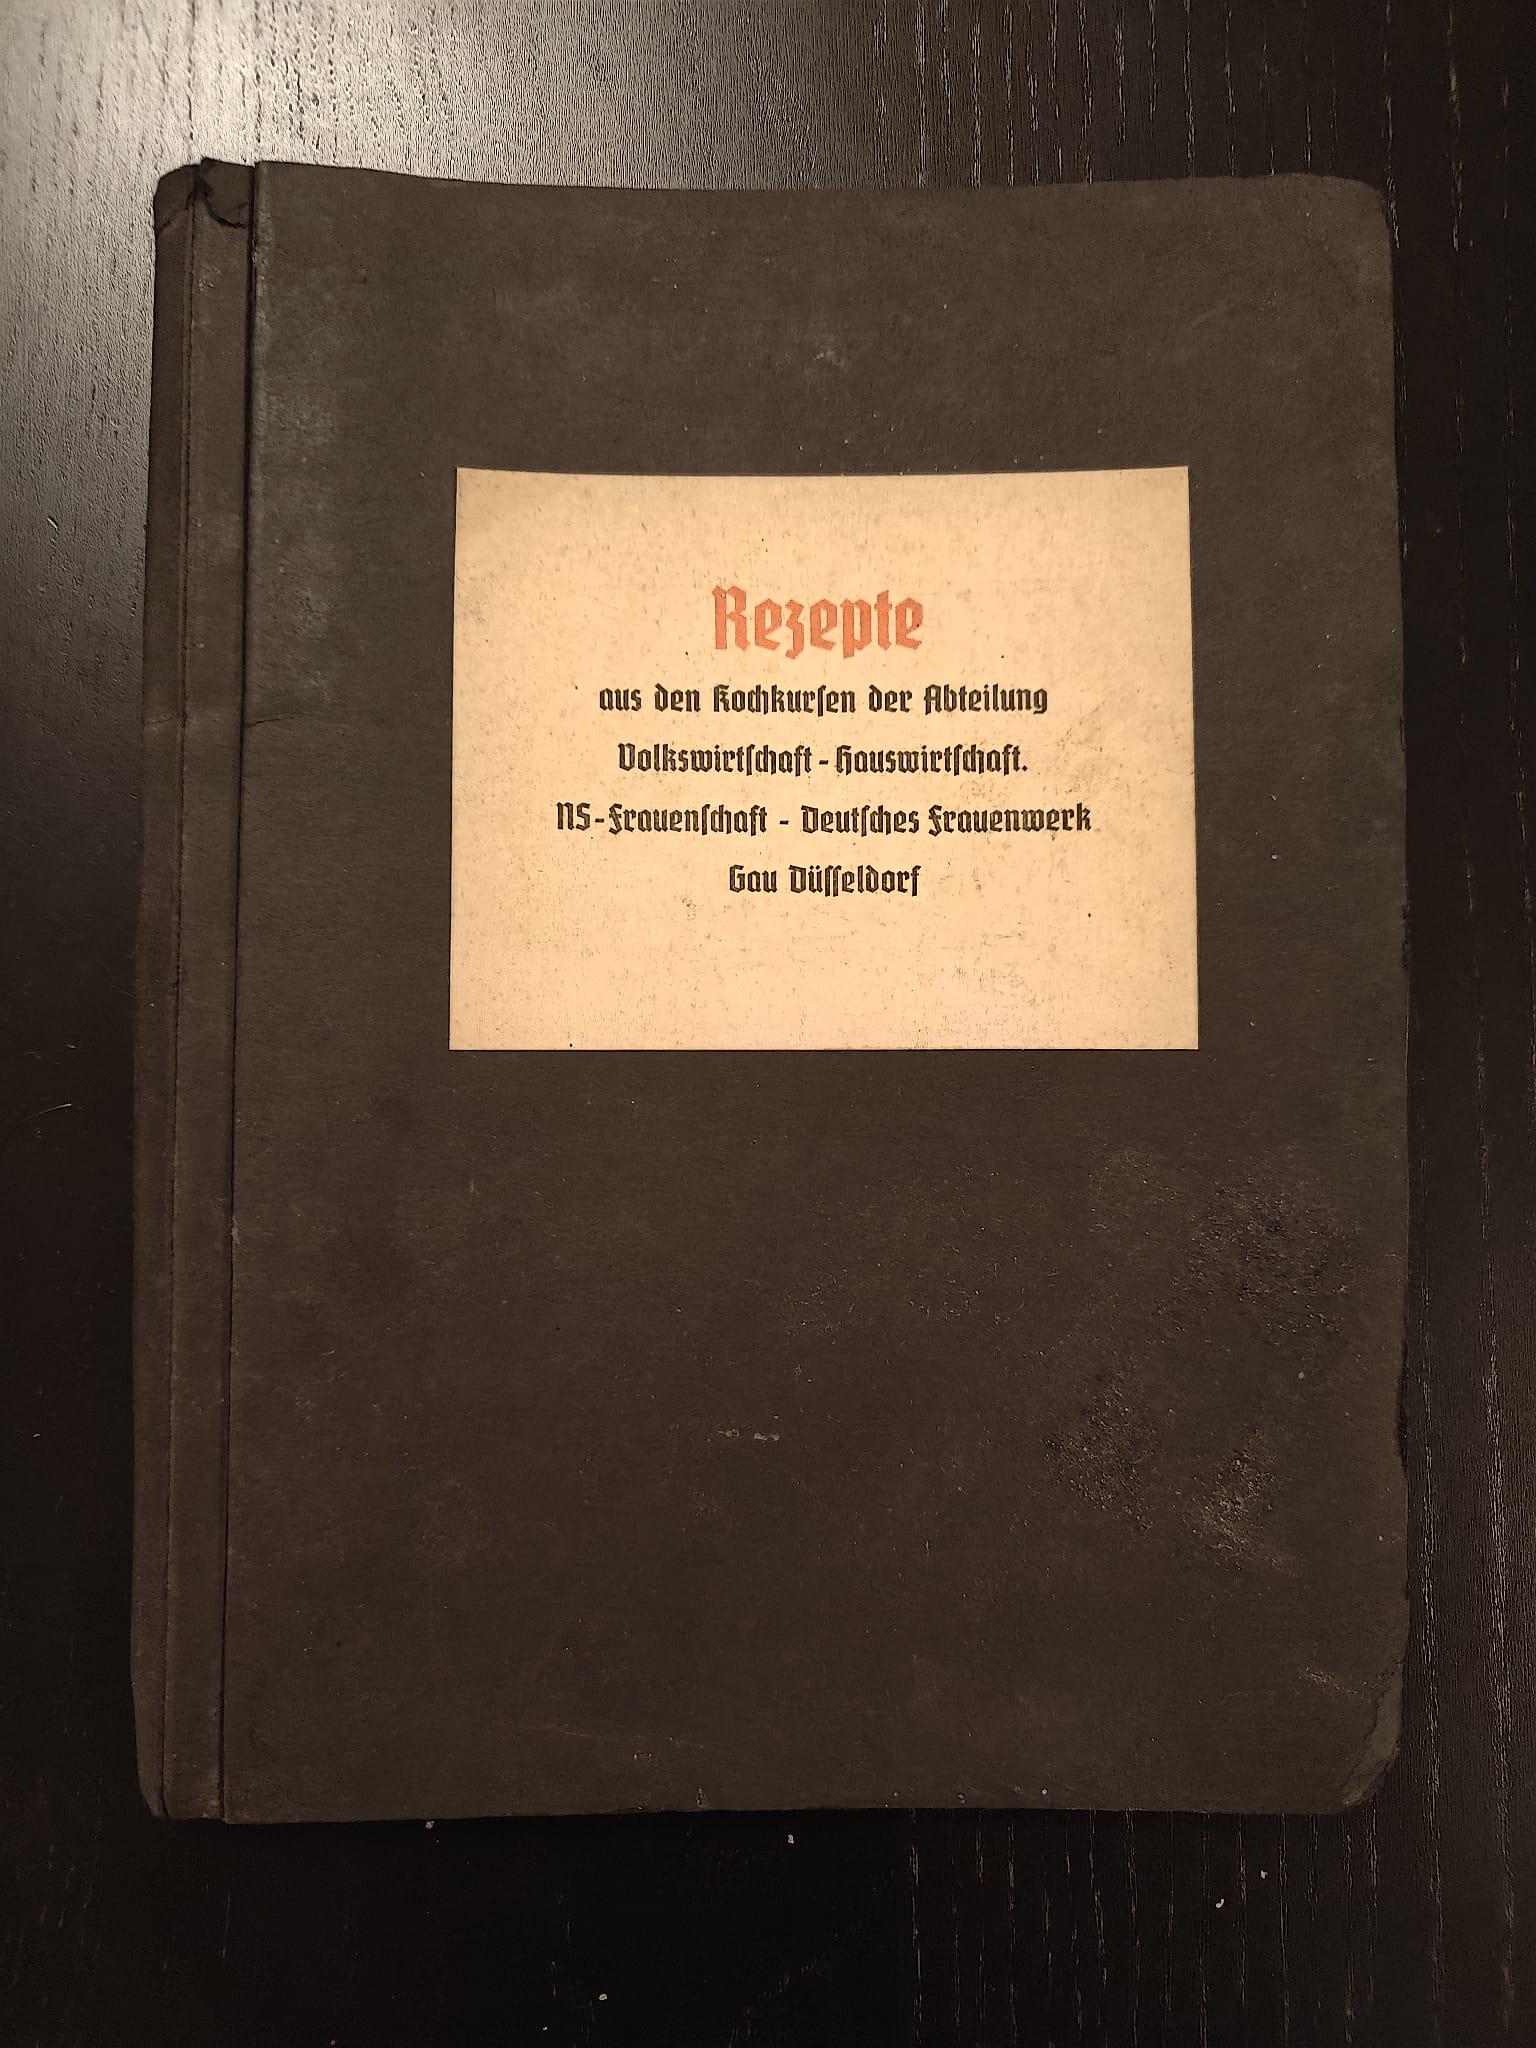 Rezepte
aus den Kochkursen der Abteilung
Volkswirtschaft - Hauswirtschaft.
NS-Frauenschaft - Deutsches Frauenwerk
Gau Düsseldorf